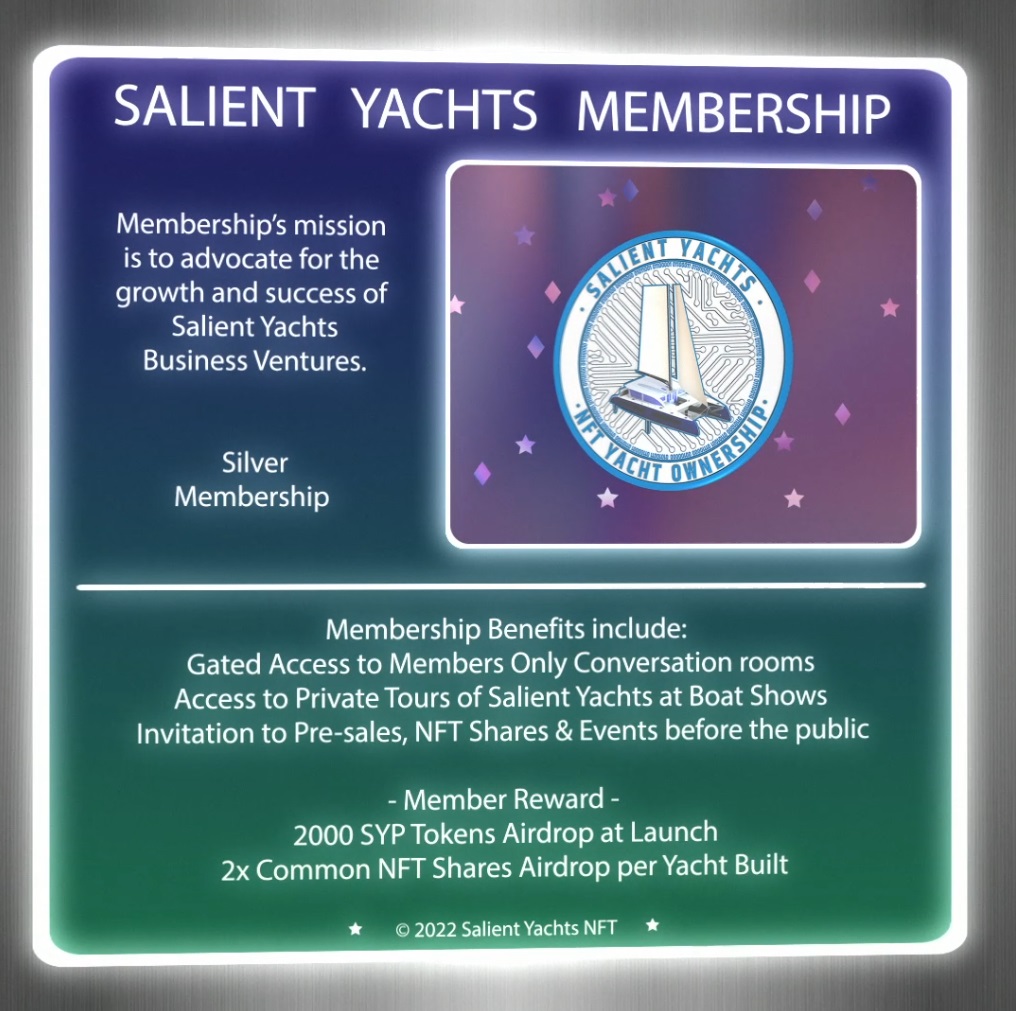 SALIENT YACHTS MEMBERSHIP
Membership's mission
is to advocate for the
growth and success of
Salient Yachts
Business Ventures.
Silver
Membership
· SALIENT YACHTS ·
· NFT YACHT OWNERSHIP ·
Membership Benefits include:
Gated Access to Members Only Conversation rooms
Access to Private Tours of Salient Yachts at Boat Shows
Invitation to Pre-sales, NFT Shares & Events before the public
- Member Reward -
2000 SYP Tokens Airdrop at Launch
2x Common NFT Shares Airdrop per Yacht Built
© 2022 Salient Yachts NFT